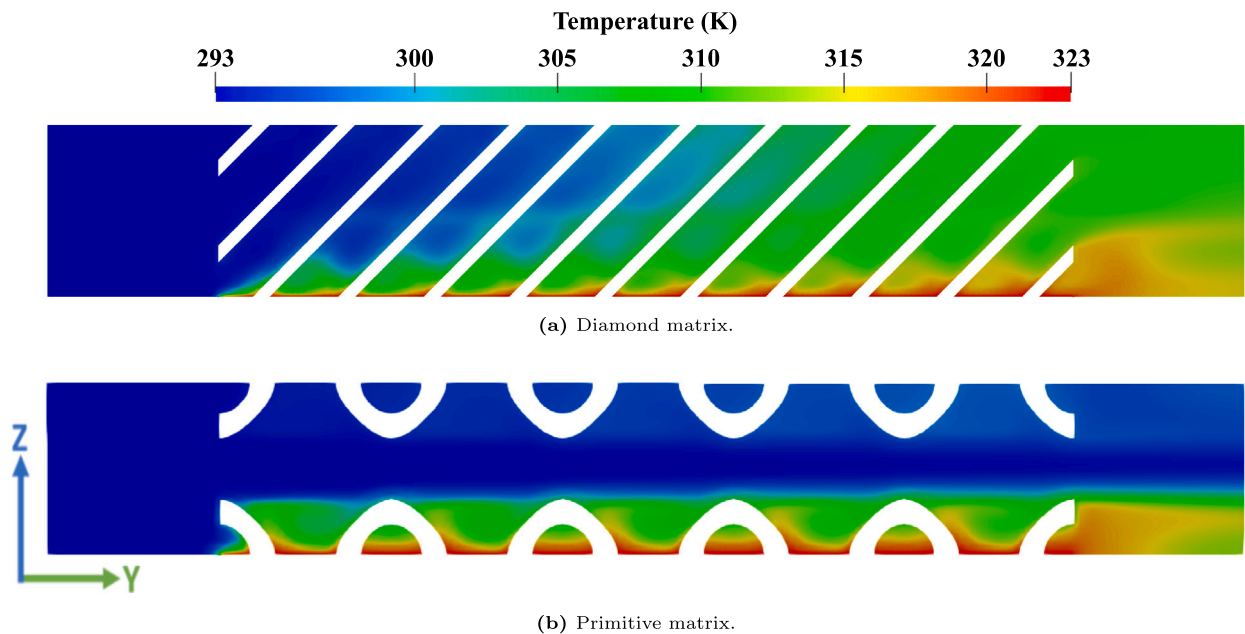 Temperature (K)
293 300 305 310 315 320 323
(a) Diamond matrix.
Z
Y
(b) Primitive matrix.